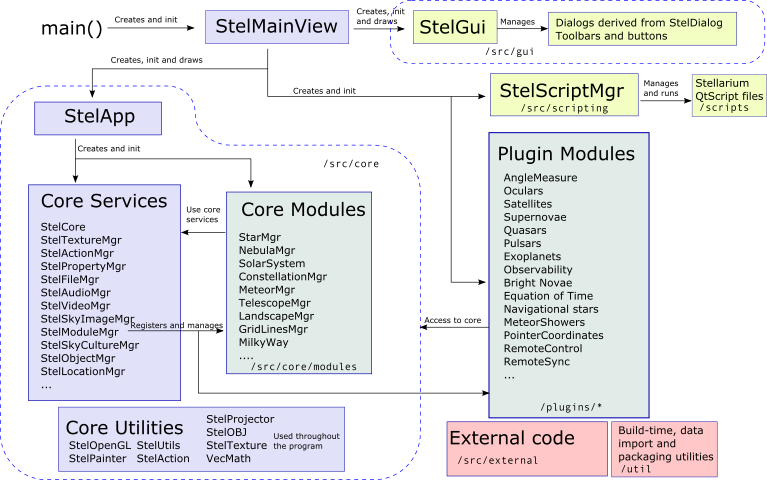 main()
Creates and init
StelMainView
Creates, init
and draws
StelGui
Manages
Dialogs derived from StelDialog
Toolbars and buttons
/src/gui
Creates, init and draws
Creates and init
StelScriptMgr
/src/scripting
Manages
and runs
Stellarium
QtScript files
/scripts
StelApp
Creates and init
/src/core
Core Services
StelCore
StelTextureMgr
StelActionMgr
StelPropertyMgr
StelFileMgr
StelAudioMgr
StelVideoMgr
StelSkyImageMgr
StelModuleMgr
StelSkyCultureMgr
StelObjectMgr
StelLocationMgr
...
Use core
services
Registers and manages
Core Modules
StarMgr
NebulaMgr
SolarSystem
ConstellationMgr
MeteorMgr
TelescopeMgr
LandscapeMgr
GridLinesMgr
MilkyWay
....
/src/core/modules
Access to core
Plugin Modules
AngleMeasure
Oculars
Satellites
Supernovae
Quasars
Pulsars
Exoplanets
Observability
Bright Novae
Equation of Time
Navigational stars
MeteorShowers
PointerCoordinates
RemoteControl
RemoteSync
...
/plugins/*
Core Utilities
StelOpenGL StelUtils
StelPainter StelAction
StelProjector
StelOBJ
StelTexture
VecMath
Used throughout
the program
External code
/src/external
Build-time, data
import and
packaging utilities
/util